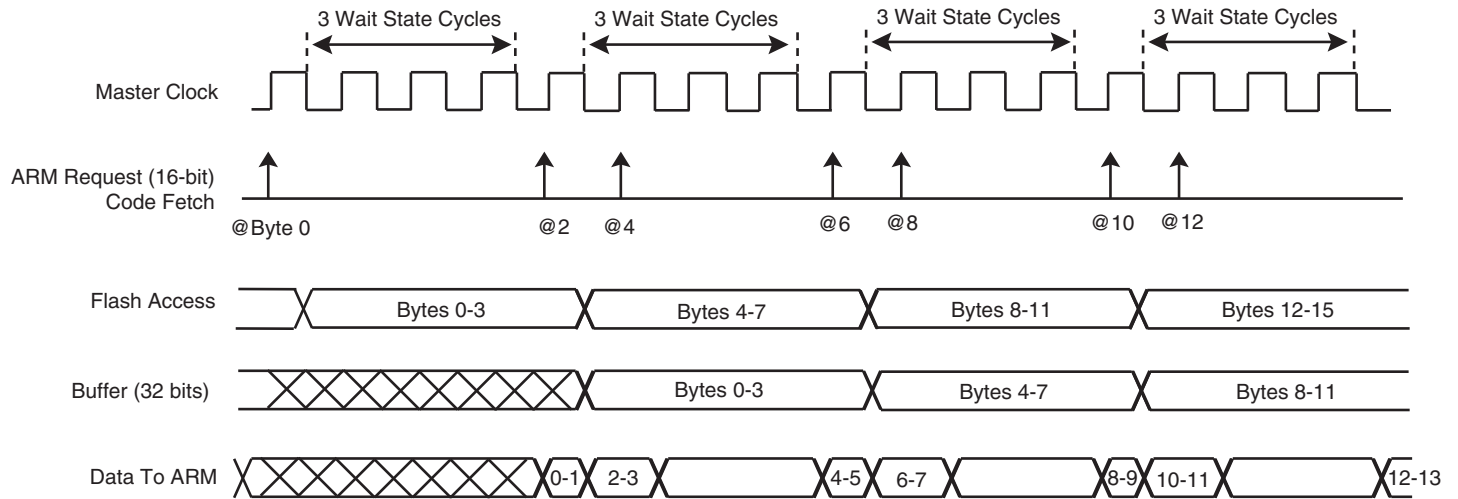 3 Wait State Cycles
3 Wait State Cycles
3 Wait State Cycles
3 Wait State Cycles
Master Clock
ARM Request (16-bit)
Code Fetch
@Byte 0
@2
@4
@6
@8
@10
@12
Flash Access
Bytes 0-3
Bytes 4-7
Bytes 8-11
Bytes 12-15
Buffer (32 bits)
Bytes 0-3
Bytes 4-7
Bytes 8-11
Data To ARM
0-1
2-3
4-5
6-7
8-9
10-11
12-13